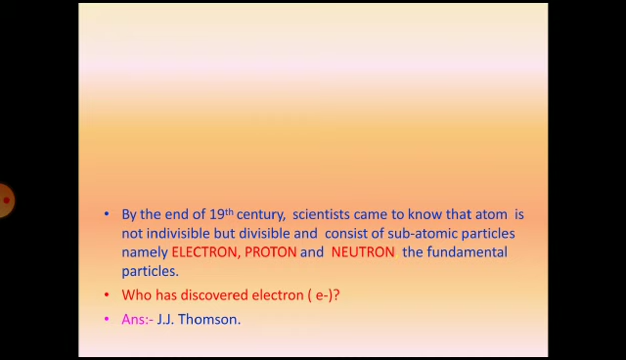 • By the end of 19th century, scientists came to know that atom is
not indivisible but divisible and consist of sub-atomic particles
namely ELECTRON, PROTON and NEUTRON the fundamental
particles.
• Who has discovered electron ( e-)?
• Ans:- J.J. Thomson.